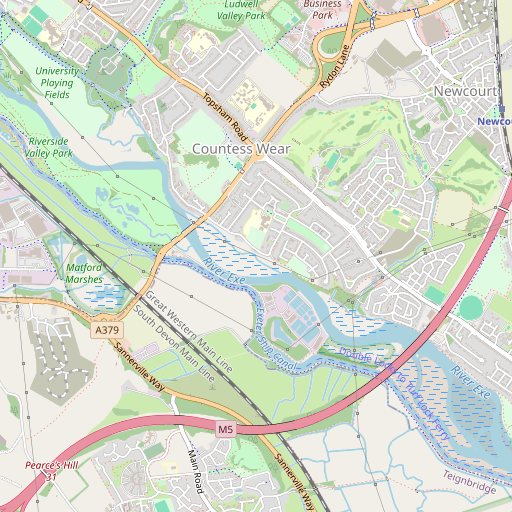 Ludwell
Valley Park
Business
Park
Rydon Lane
University
Playing
Fields
Newcourt
Topsham Road
Newco
Riverside
Valley Park
Countess Wear
Matford
Marshes
River Exe
Great Western Main Line
South Devon Main Line
Exeter Ship Canal
A379
Sannerville Way
Double Locks to Turf
Ferry
River Exe
M5
Pearce's Hill
31
Main Road
Sannerville Way
Teignbridge